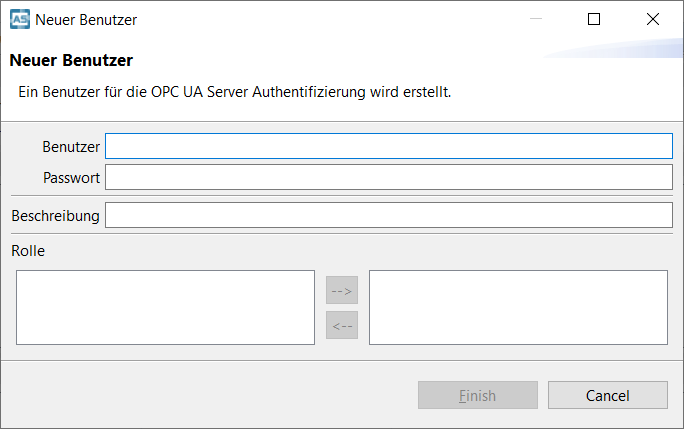 AS Neuer Benutzer
Neuer Benutzer
Ein Benutzer für die OPC UA Server Authentifizierung wird erstellt.
Benutzer
Passwort
Beschreibung
Rolle
-->
<--
Finish
Cancel